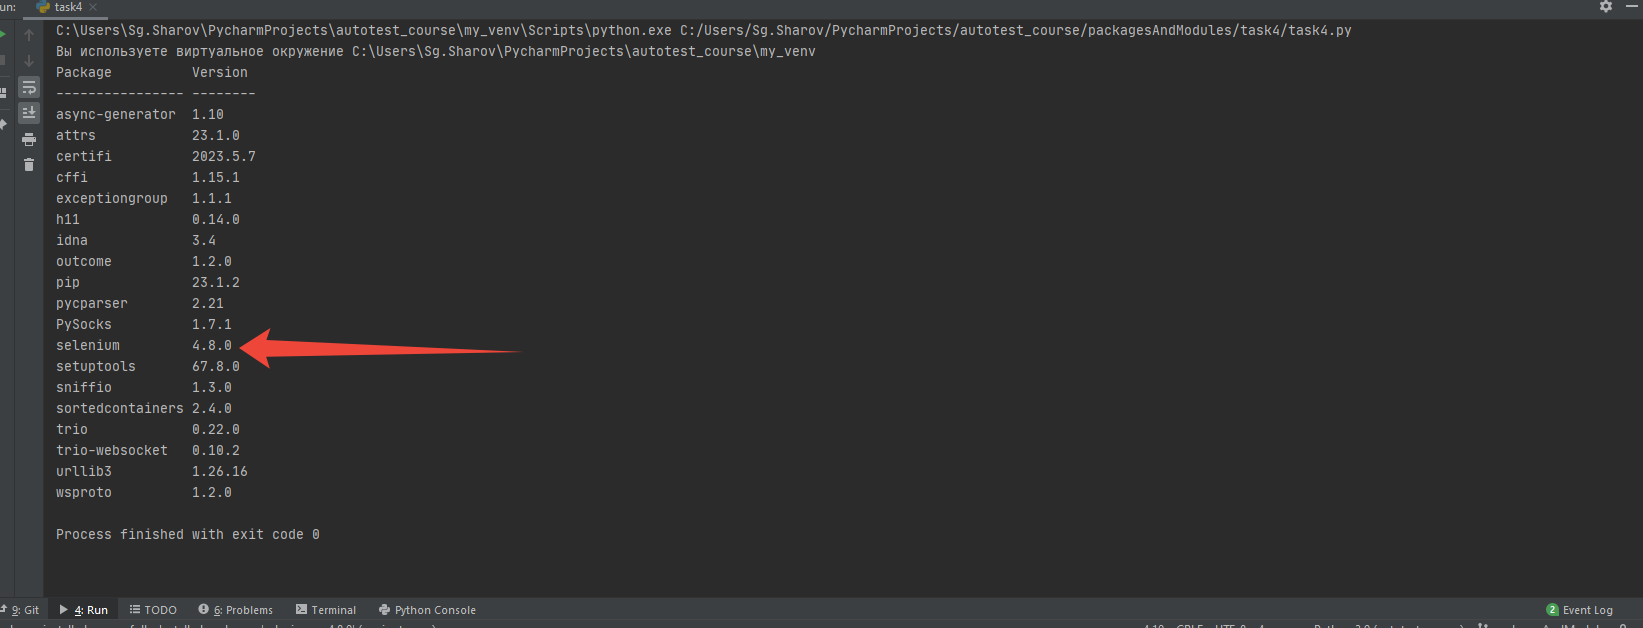 un: task4
C:\Users\Sg.Sharov\PycharmProjects\autotest_course\my_venv\Scripts\python.exe C:/Users/Sg.Sharov/PycharmProjects/autotest_course/packagesAndModules/task4/task4.py
Вы используете виртуальное окружение C:\Users\Sg.Sharov\PycharmProjects\autotest_course\my_venv
Package Version
---------------- --------
async-generator 1.10
attrs 23.1.0
certifi 2023.5.7
cffi 1.15.1
exceptiongroup 1.1.1
h11 0.14.0
idna 3.4
outcome 1.2.0
pip 23.1.2
pycparser 2.21
PySocks 1.7.1
selenium 4.8.0
setuptools 67.8.0
sniffio 1.3.0
sortedcontainers 2.4.0
trio 0.22.0
trio-websocket 0.10.2
urllib3 1.26.16
wsproto 1.2.0
Process finished with exit code 0
9: Git 4: Run TODO 6: Problems Terminal Python Console 2 Event Log